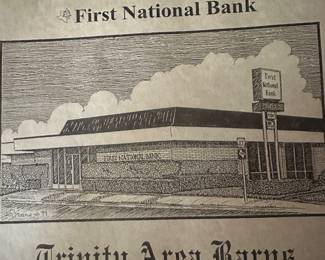 First National Bank
First
National
Bank
FIRST NATIONAL BANK
Trinity Area Barns